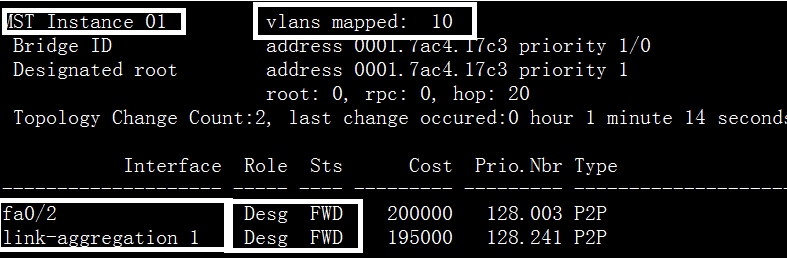 MST Instance 01 vlans mapped: 10
Bridge ID address 0001.7ac4.17c3 priority 1/0
Designated root address 0001.7ac4.17c3 priority 1
root: 0, rpc: 0, hop: 20
Topology Change Count:2, last change occured:0 hour 1 minute 14 seconds
Interface Role Sts Cost Prio.Nbr Type
-------------------- ----- ---- --------- -------- --------------------
fa0/2 Desg FWD 200000 128.003 P2P
link-aggregation 1 Desg FWD 195000 128.241 P2P